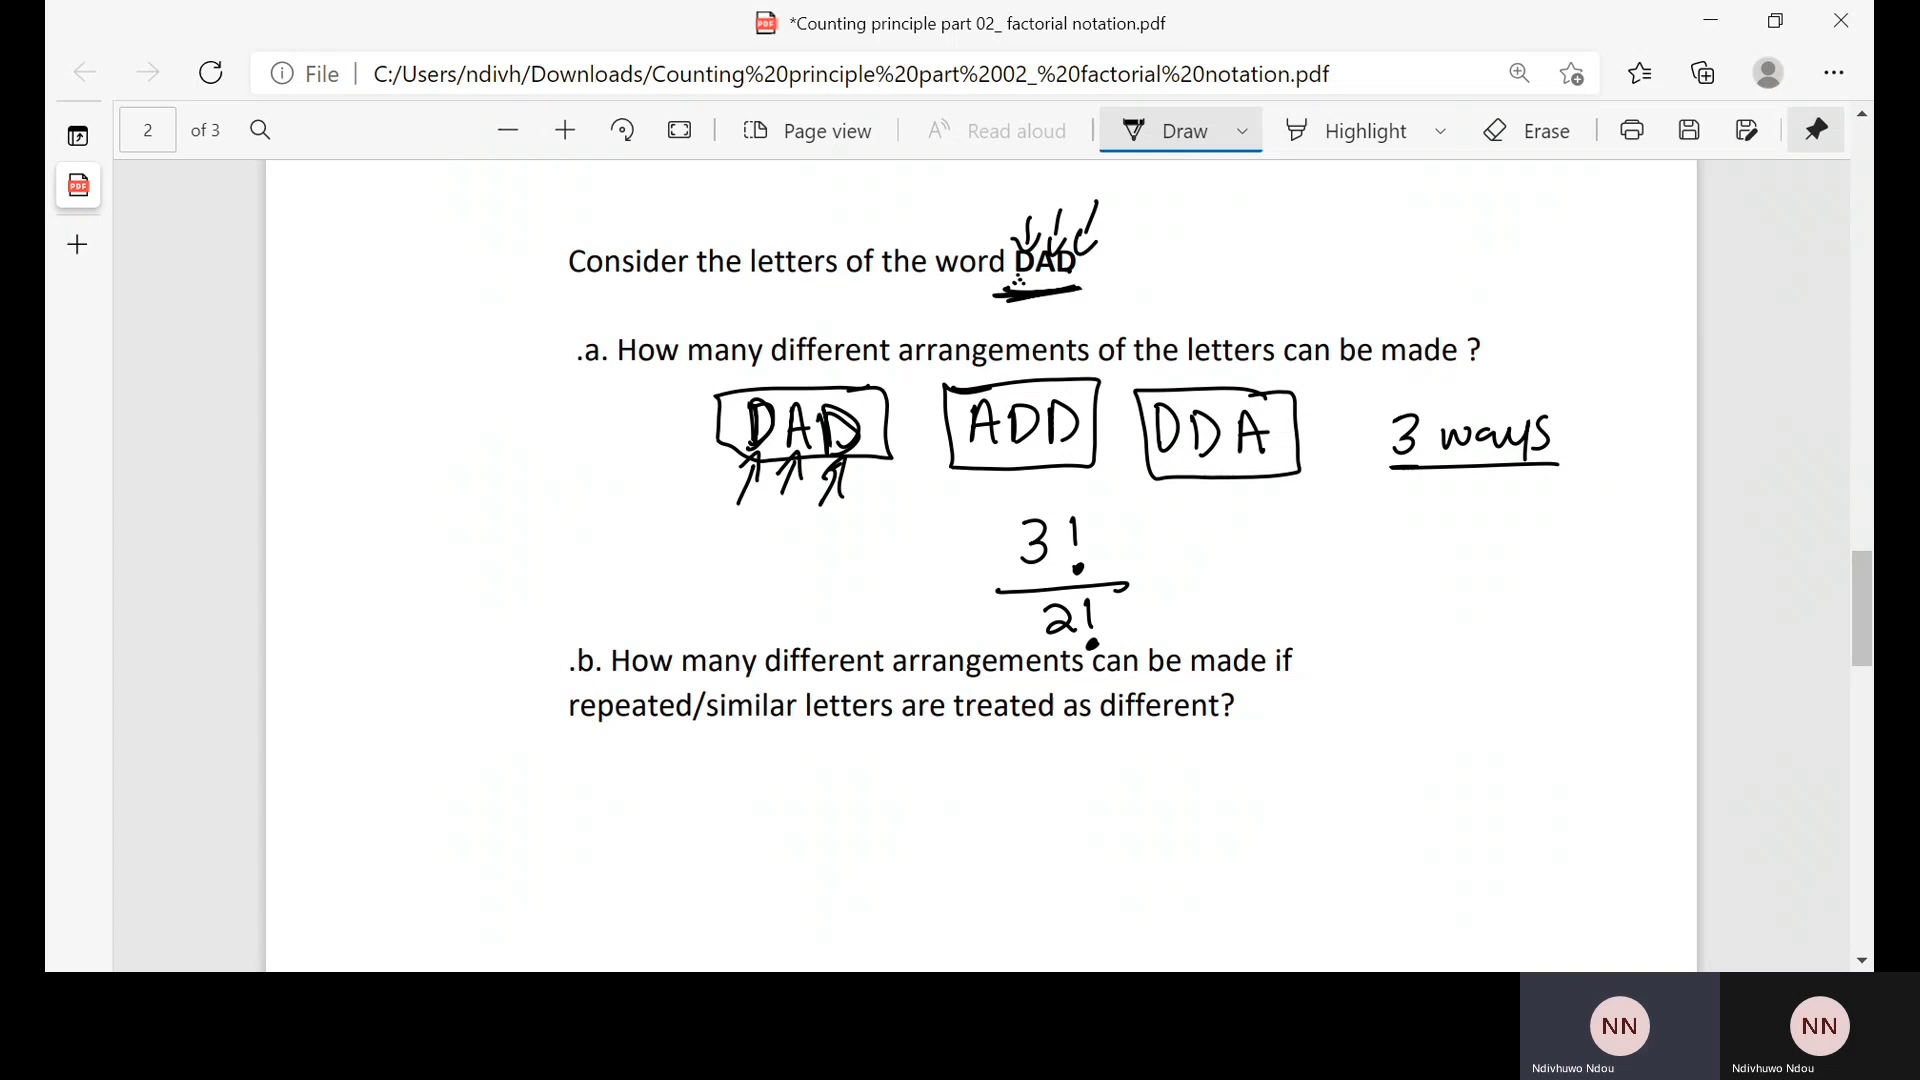 *Counting principle part 02_ factorial notation.pdf
File | C:/Users/ndivh/Downloads/Counting%20principle%20part%2002_%20factorial%20notation.pdf
2 of 3 Page view Read aloud Draw Highlight Erase
Consider the letters of the word DAD
.a. How many different arrangements of the letters can be made ?
DAD ADD DDA 3 ways
3!
2!
.b. How many different arrangements can be made if
repeated/similar letters are treated as different?
NN NN
Ndivhuwo Ndou Ndivhuwo Ndou